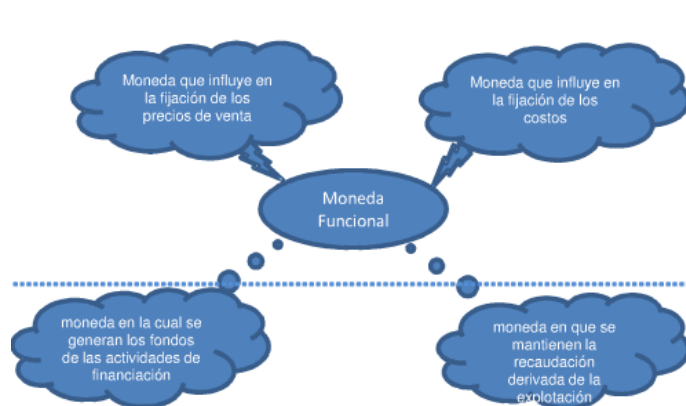 Moneda que influye en
la fijación de los
precios de venta
Moneda que influye en
la fijación de los
costos
Moneda
Funcional
moneda en la cual se
generan los fondos
de las actividades de
financiación
moneda en que se
mantienen la
recaudación
derivada de la
explotación